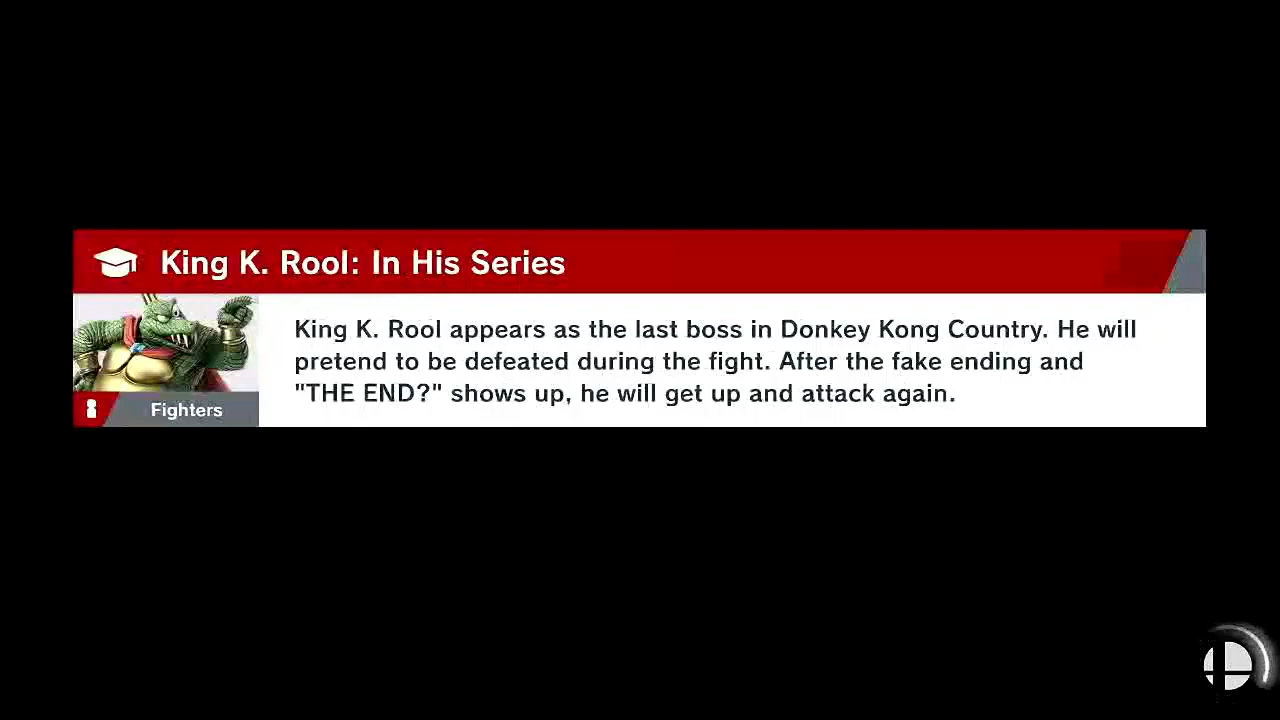 King K. Rool: In His Series
King K. Rool appears as the last boss in Donkey Kong Country. He will
pretend to be defeated during the fight. After the fake ending and
"THE END?" shows up, he will get up and attack again.
Fighters